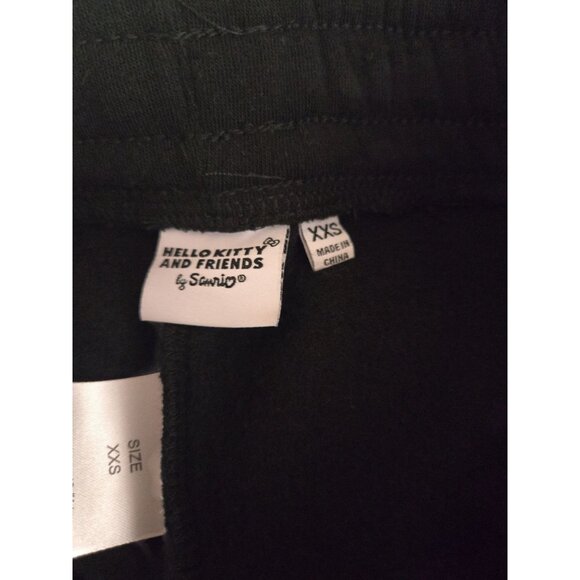 HELLO KITTY
AND FRIENDS
by Sanrio®
XXS
MADE IN
CHINA
SIZE
XXS